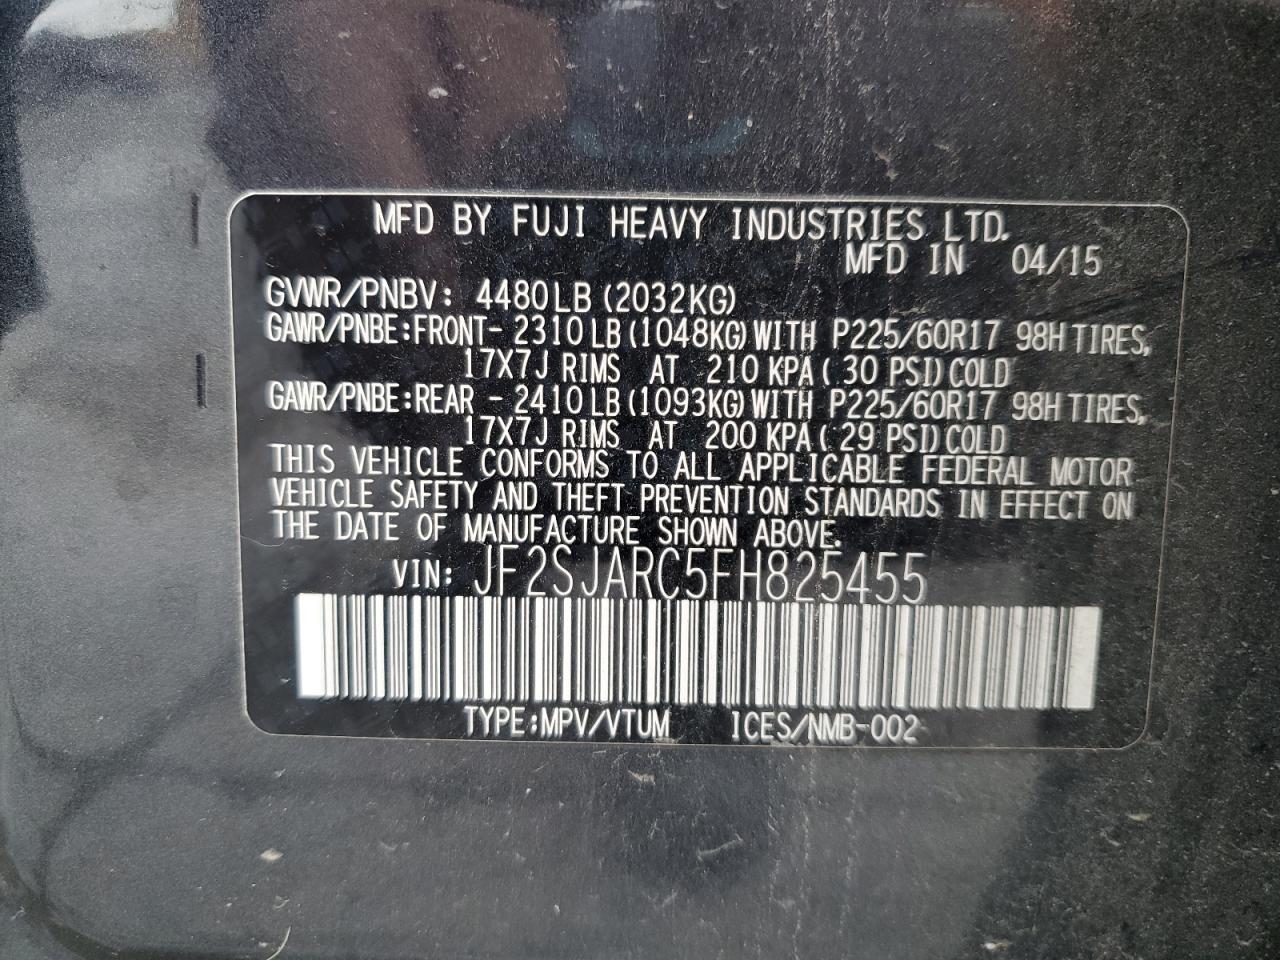 MFD BY FUJI HEAVY INDUSTRIES LTD.
MFD IN 04/15
GVWR/PNBV: 4480LB (2032KG)
GAWR/PNBE:FRONT- 2310LB (1048KG) WITH P225/60R17 98H TIRES,
17X7J RIMS AT 210 KPA ( 30 PSI) COLD
GAWR/PNBE:REAR - 2410LB (1093KG) WITH P225/60R17 98H TIRES,
17X7J RIMS AT 200 KPA ( 29 PSI) COLD
THIS VEHICLE CONFORMS TO ALL APPLICABLE FEDERAL MOTOR
VEHICLE SAFETY AND THEFT PREVENTION STANDARDS IN EFFECT ON
THE DATE OF MANUFACTURE SHOWN ABOVE.
VIN: JF2SJARC5FH825455
TYPE:MPV/VTUM ICES/NMB-002